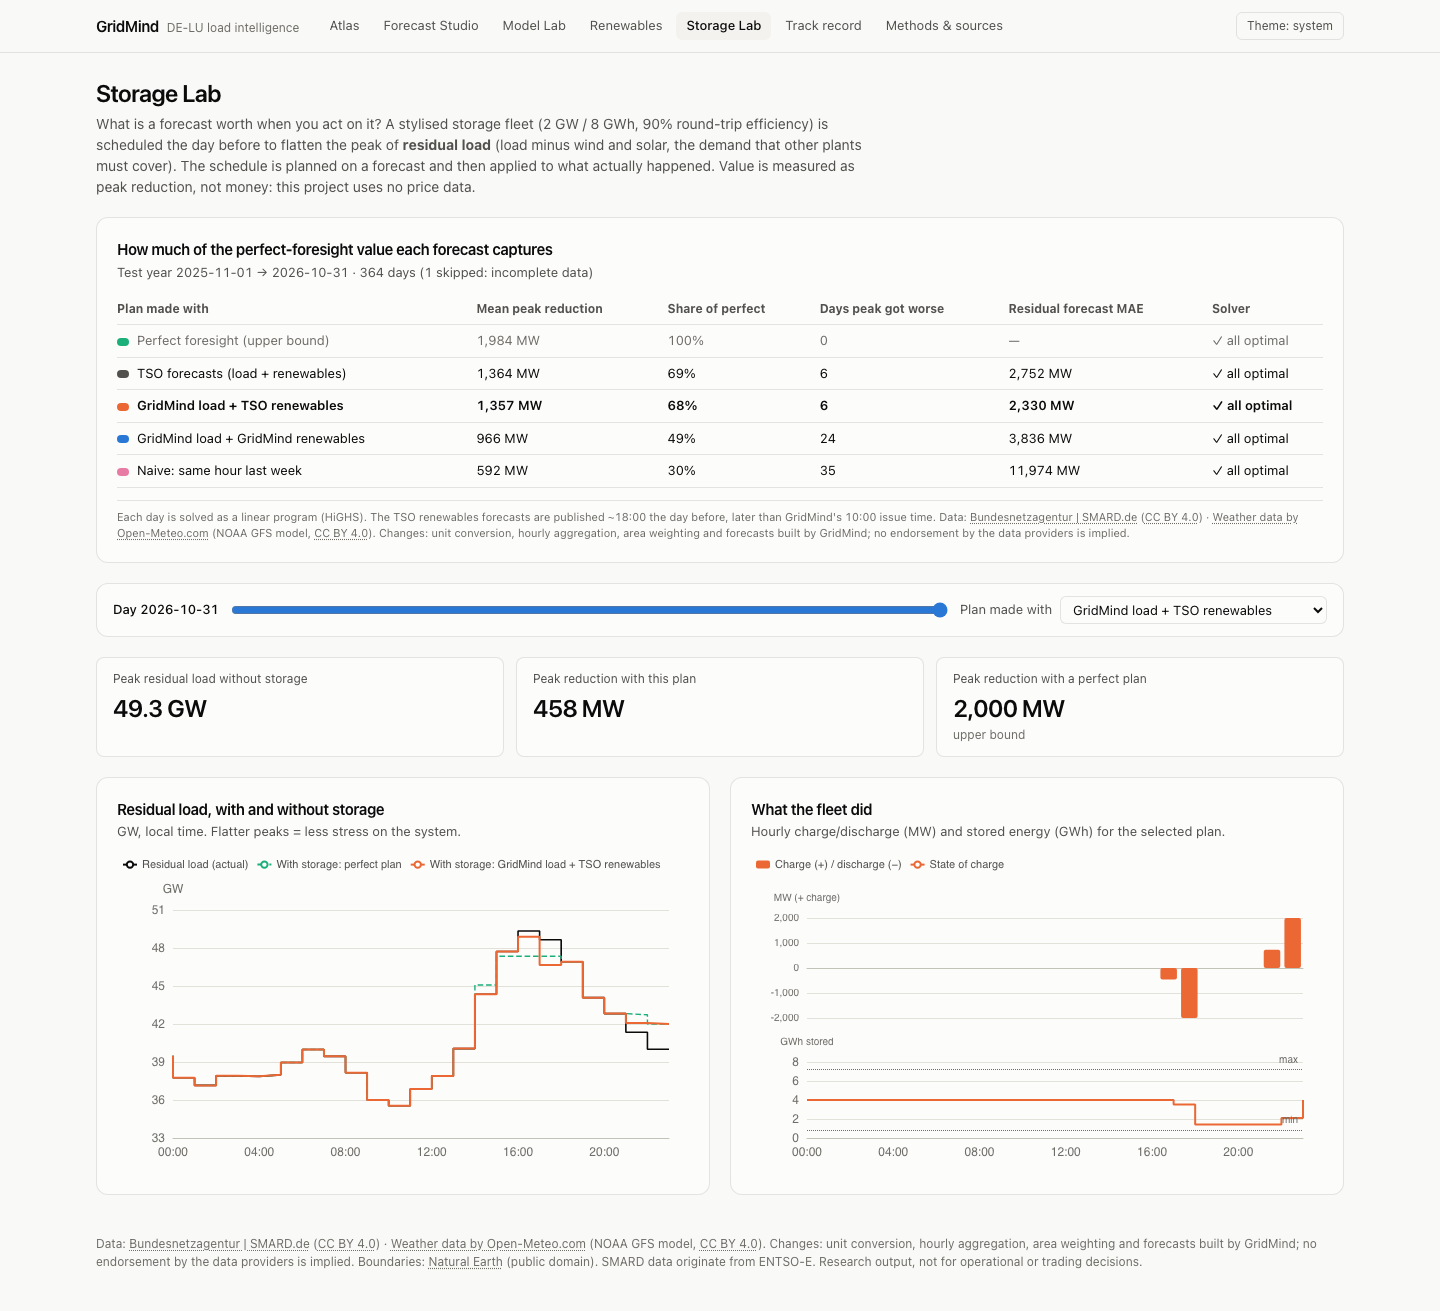 GridMind DE-LU load intelligence Atlas Forecast Studio Model Lab Renewables Storage Lab Track record Methods & sources Theme: system
Storage Lab
What is a forecast worth when you act on it? A stylised storage fleet (2 GW / 8 GWh, 90% round-trip efficiency) is
scheduled the day before to flatten the peak of residual load (load minus wind and solar, the demand that other plants
must cover). The schedule is planned on a forecast and then applied to what actually happened. Value is measured as
peak reduction, not money: this project uses no price data.
How much of the perfect-foresight value each forecast captures
Test year 2025-11-01 → 2026-10-31 · 364 days (1 skipped: incomplete data)
Plan made with Mean peak reduction Share of perfect Days peak got worse Residual forecast MAE Solver
Perfect foresight (upper bound) 1,984 MW 100% 0 — ✓ all optimal
TSO forecasts (load + renewables) 1,364 MW 69% 6 2,752 MW ✓ all optimal
GridMind load + TSO renewables 1,357 MW 68% 6 2,330 MW ✓ all optimal
GridMind load + GridMind renewables 966 MW 49% 24 3,836 MW ✓ all optimal
Naive: same hour last week 592 MW 30% 35 11,974 MW ✓ all optimal
Each day is solved as a linear program (HiGHS). The TSO renewables forecasts are published ~18:00 the day before, later than GridMind's 10:00 issue time. Data: Bundesnetzagentur | SMARD.de (CC BY 4.0) · Weather data by
Open-Meteo.com (NOAA GFS model, CC BY 4.0). Changes: unit conversion, hourly aggregation, area weighting and forecasts built by GridMind; no endorsement by the data providers is implied.
Day 2026-10-31 Plan made with GridMind load + TSO renewables
Peak residual load without storage
49.3 GW
Peak reduction with this plan
458 MW
Peak reduction with a perfect plan
2,000 MW
upper bound
Residual load, with and without storage
GW, local time. Flatter peaks = less stress on the system.
Residual load (actual) With storage: perfect plan With storage: GridMind load + TSO renewables
GW
51
48
45
42
39
36
33
00:00 04:00 08:00 12:00 16:00 20:00
What the fleet did
Hourly charge/discharge (MW) and stored energy (GWh) for the selected plan.
Charge (+) / discharge (–) State of charge
MW (+ charge)
2,000
1,000
0
-1,000
-2,000
GWh stored
8 max
6
4
2 min
0
00:00 04:00 08:00 12:00 16:00 20:00
Data: Bundesnetzagentur | SMARD.de (CC BY 4.0) · Weather data by Open-Meteo.com (NOAA GFS model, CC BY 4.0). Changes: unit conversion, hourly aggregation, area weighting and forecasts built by GridMind; no
endorsement by the data providers is implied. Boundaries: Natural Earth (public domain). SMARD data originate from ENTSO-E. Research output, not for operational or trading decisions.